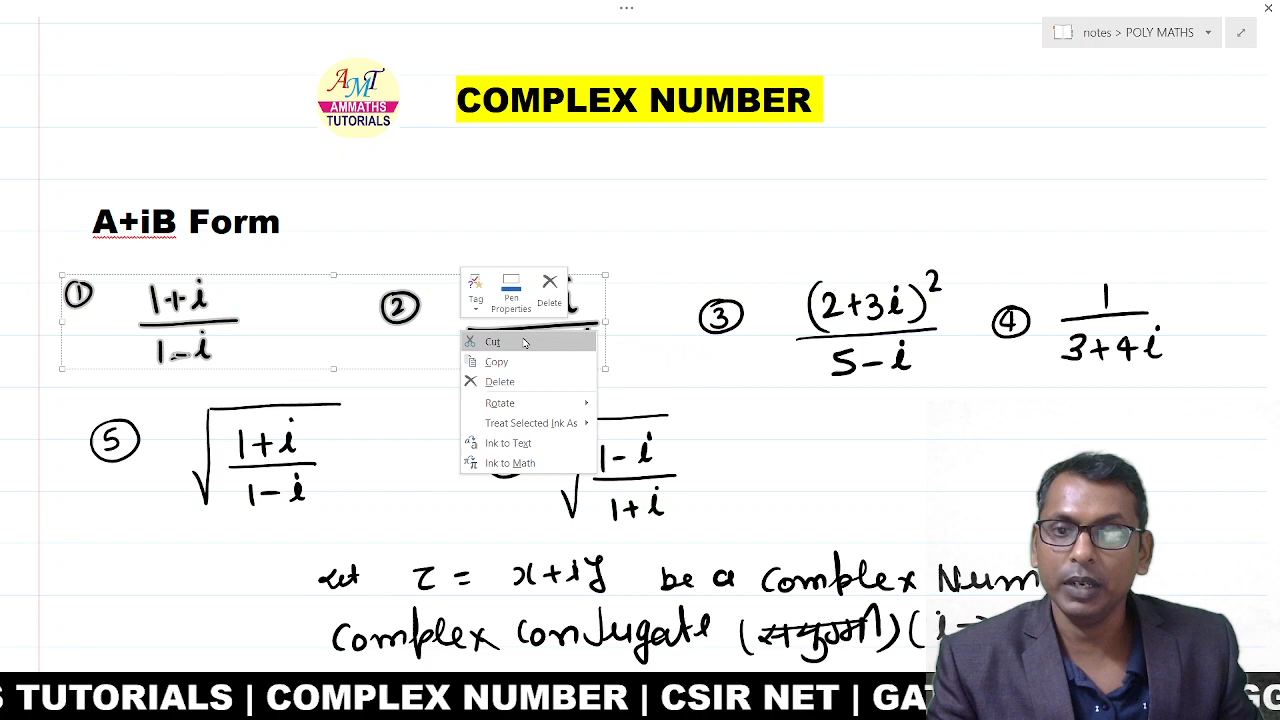 notes > POLY MATHS
AMT
AMMATHS
TUTORIALS
COMPLEX NUMBER
A+iB Form
① (1+i)/(1-i) ② i ③ (2+3i)²/(5-i) ④ 1/(3+4i)
Tag
Pen Properties
Delete
Cut
Copy
Delete
Rotate
Treat Selected Ink As
Ink to Text
Ink to Math
⑤ √((1+i)/(1-i)) √((1-i)/(1+i))
Let z = x+iy be a Complex Num
Complex Conjugate ( ) ( i
S TUTORIALS | COMPLEX NUMBER | CSIR NET | GAT GG